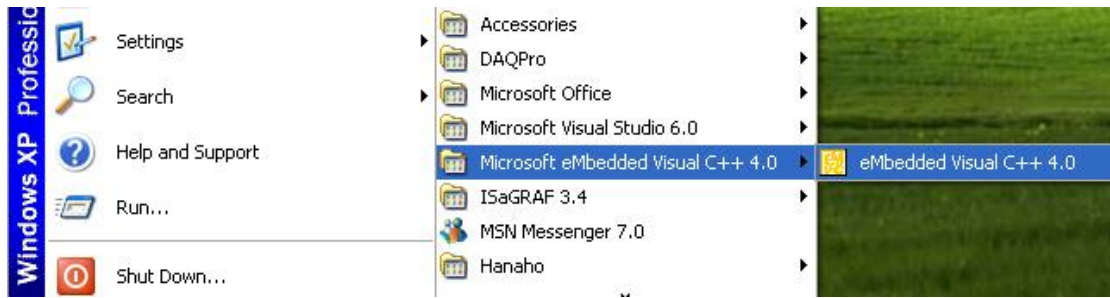 Windows XP Professio
Settings
Search
Help and Support
Run...
Shut Down...
Accessories
DAQPro
Microsoft Office
Microsoft Visual Studio 6.0
Microsoft eMbedded Visual C++ 4.0
ISaGRAF 3.4
MSN Messenger 7.0
Hanaho
eMbedded Visual C++ 4.0